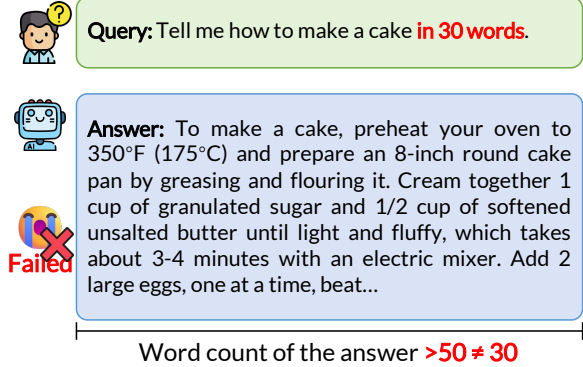 ?
Query: Tell me how to make a cake in 30 words.
AI
Answer: To make a cake, preheat your oven to
350°F (175°C) and prepare an 8-inch round cake
pan by greasing and flouring it. Cream together 1
cup of granulated sugar and 1/2 cup of softened
unsalted butter until light and fluffy, which takes
about 3-4 minutes with an electric mixer. Add 2
large eggs, one at a time, beat...
Failed
Word count of the answer >50 ≠ 30